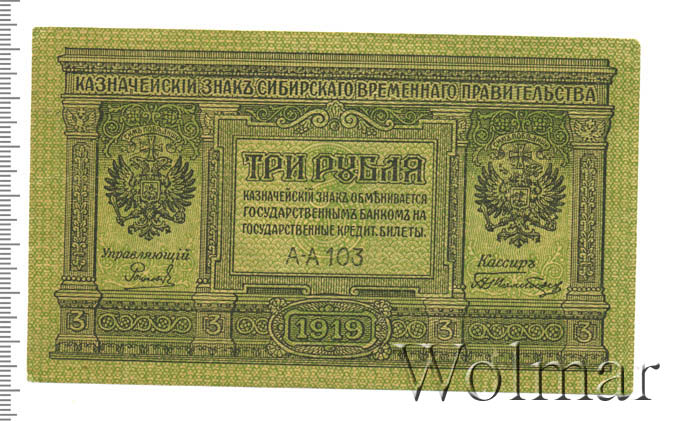 КАЗНАЧЕЙСКІЙ ЗНАКЪ СИБИРСКАГО ВРЕМЕННАГО ПРАВИТЕЛЬСТВА
ТРИ РУБЛЯ
КАЗНАЧЕЙСКІЙ ЗНАКЪ ОБМѢНИВАЕТСЯ
ГОСУДАРСТВЕННЫМЪ БАНКОМЪ НА
ГОСУДАРСТВЕННЫЕ КРЕДИТ. БИЛЕТЫ.
А-А 103
Управляющій
Кассиръ
3 3 1919 3 3
Wolmar